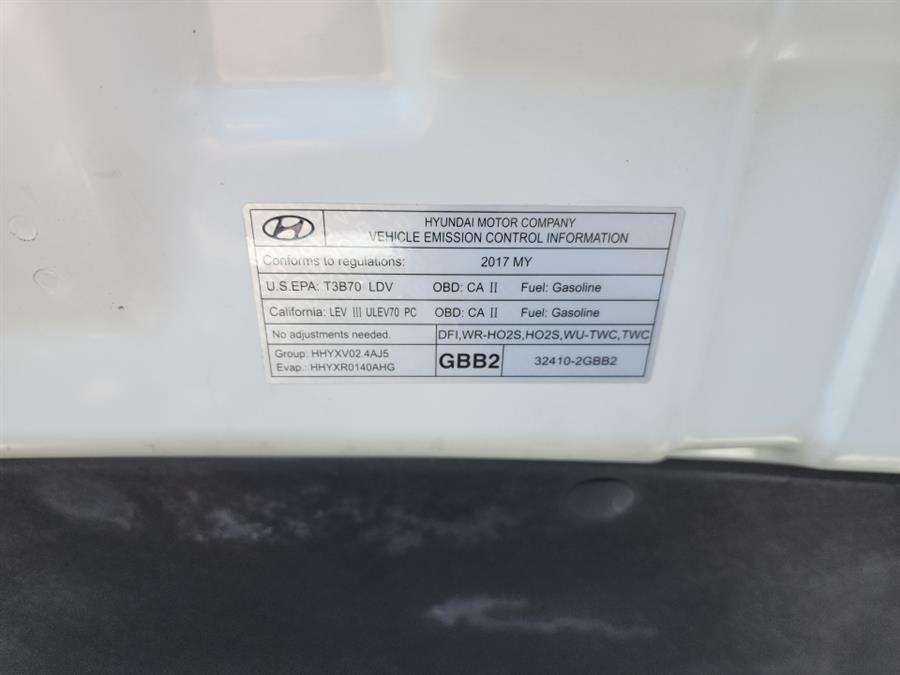 HYUNDAI MOTOR COMPANY
VEHICLE EMISSION CONTROL INFORMATION
Conforms to regulations: 2017 MY
U.S.EPA: T3B70 LDV OBD: CA II Fuel: Gasoline
California: LEV III ULEV70 PC OBD: CA II Fuel: Gasoline
No adjustments needed. DFI,WR-HO2S,HO2S,WU-TWC,TWC
Group: HHYXV02.4AJ5
Evap.: HHYXR0140AHG
GBB2 32410-2GBB2